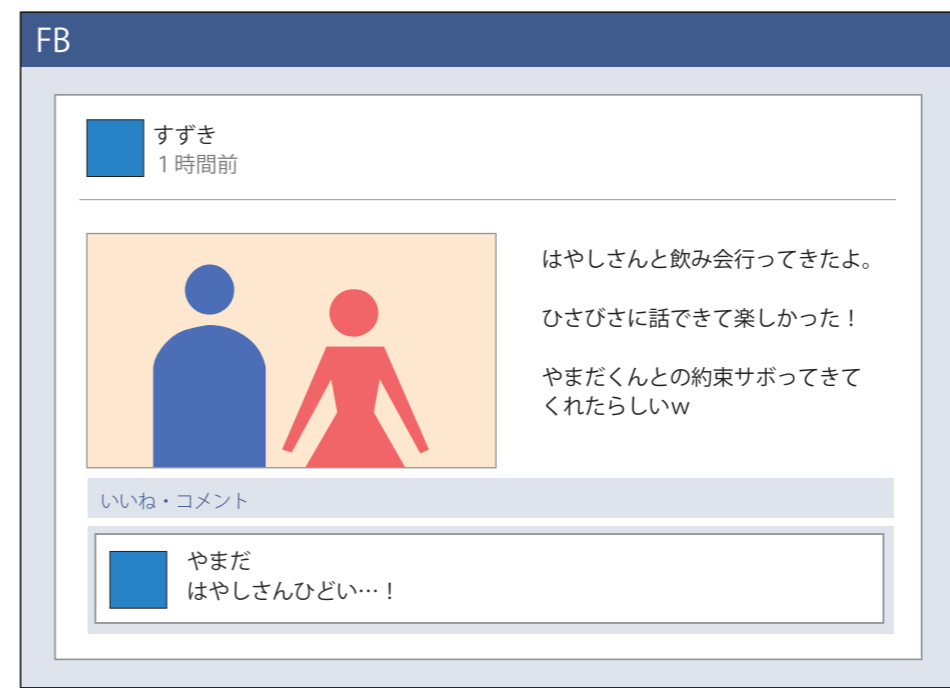 FB
すずき
1時間前
はやしさんと飲み会行ってきたよ。
ひさびさに話できて楽しかった！
やまだくんとの約束サボってきて
くれたらしいｗ
いいね・コメント
やまだ
はやしさんひどい…！